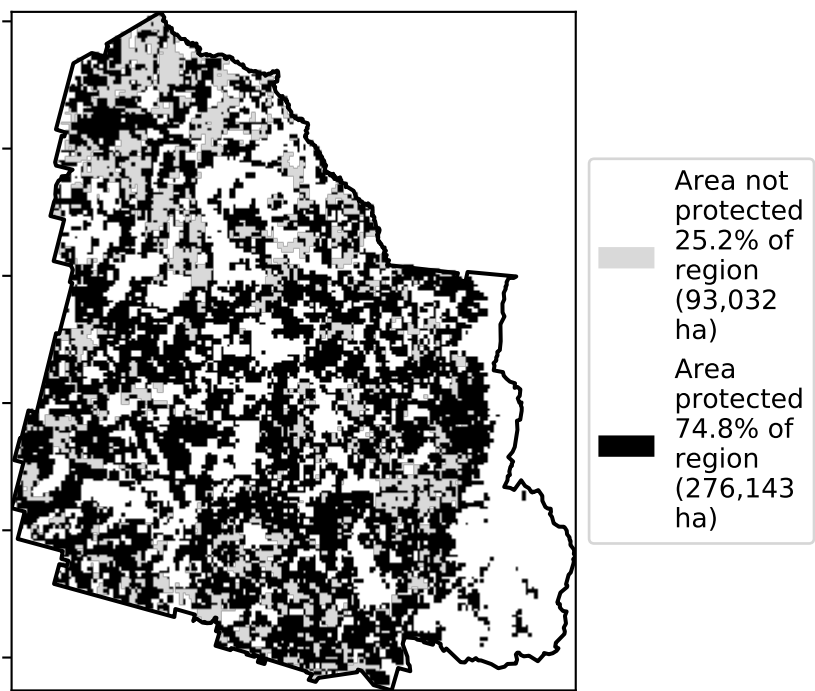 Area not
protected
25.2% of
region
(93,032
ha)
Area
protected
74.8% of
region
(276,143
ha)